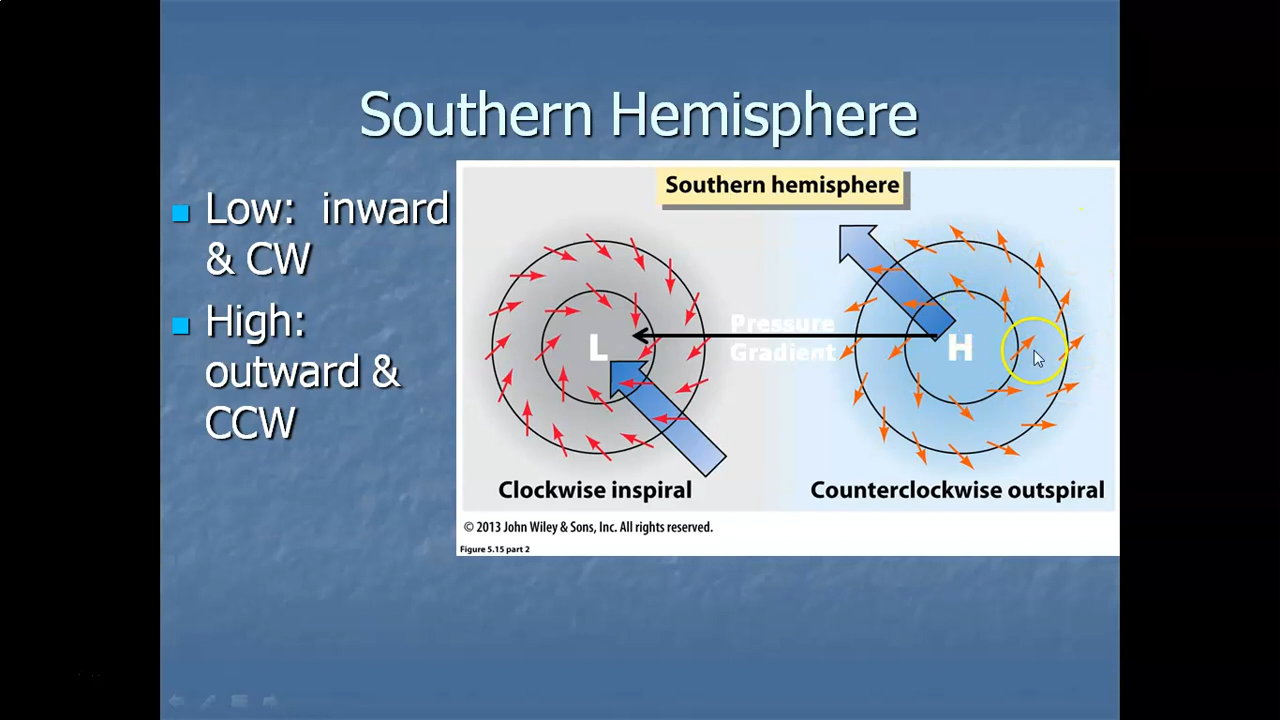 Southern Hemisphere
Low: inward
& CW
High:
outward &
CCW
Southern hemisphere
Pressure
Gradient
L
H
Clockwise inspiral
Counterclockwise outspiral
© 2013 John Wiley & Sons, Inc. All rights reserved.
Figure 5.15 part 2